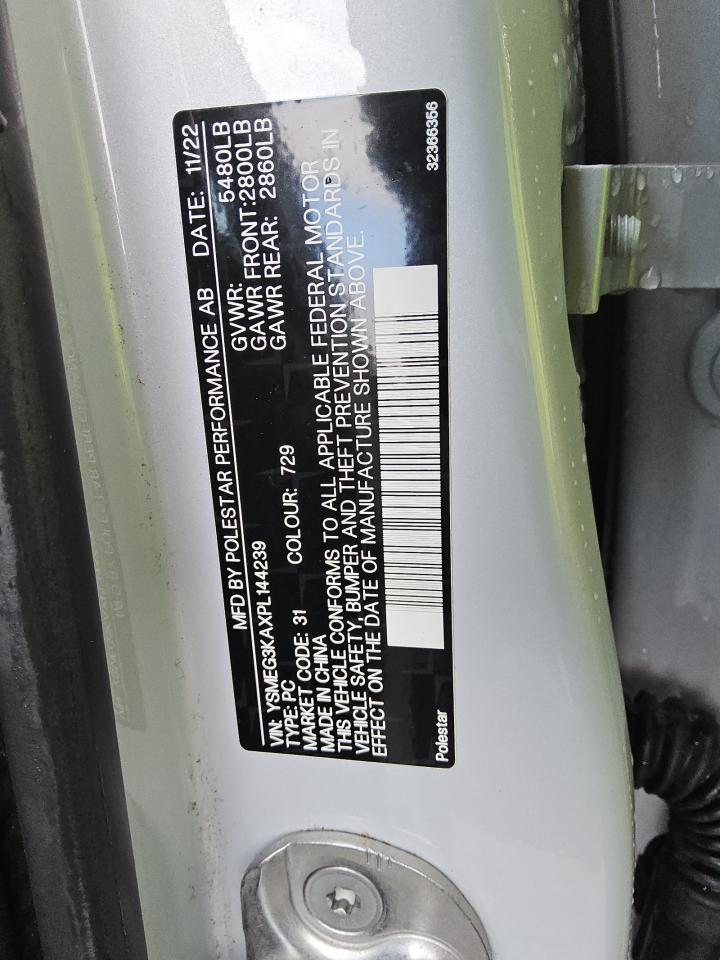 MFD BY POLESTAR PERFORMANCE AB DATE: 11/22
GVWR: 5480LB
GAWR FRONT:2800LB
GAWR REAR: 2860LB
VIN: YSMEG3KAXPL144239
TYPE: PC
MARKET CODE: 31 COLOUR: 729
MADE IN CHINA
THIS VEHICLE CONFORMS TO ALL APPLICABLE FEDERAL MOTOR
VEHICLE SAFETY, BUMPER AND THEFT PREVENTION STANDARDS IN
EFFECT ON THE DATE OF MANUFACTURE SHOWN ABOVE.
Polestar 32366356